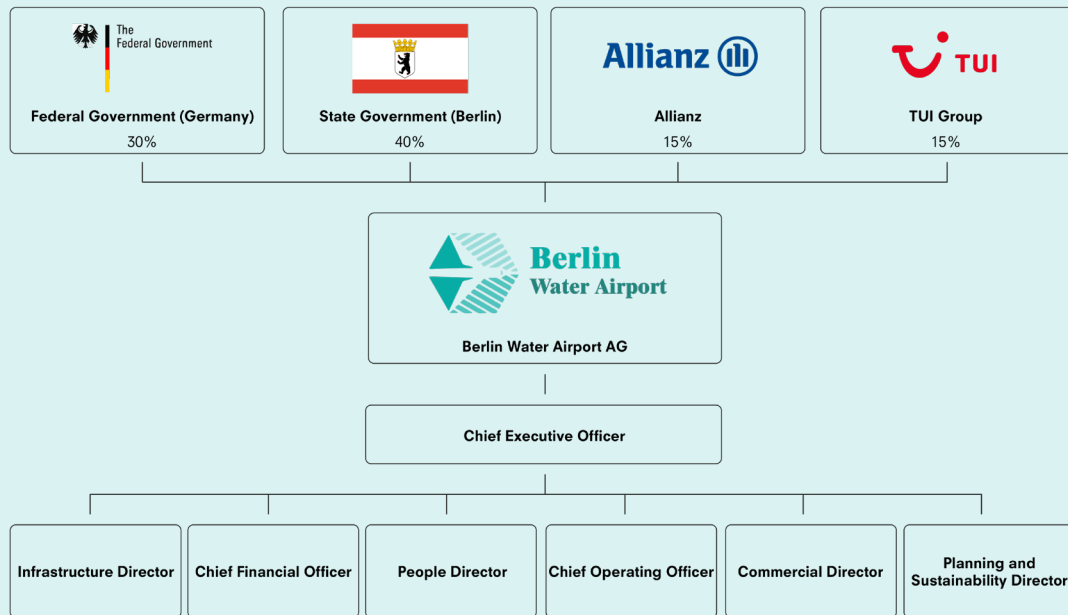 The
Federal Government
Federal Government (Germany)
30%
State Government (Berlin)
40%
Allianz
Allianz
15%
TUI
TUI Group
15%
Berlin
Water Airport
Berlin Water Airport AG
Chief Executive Officer
Infrastructure Director
Chief Financial Officer
People Director
Chief Operating Officer
Commercial Director
Planning and
Sustainability Director